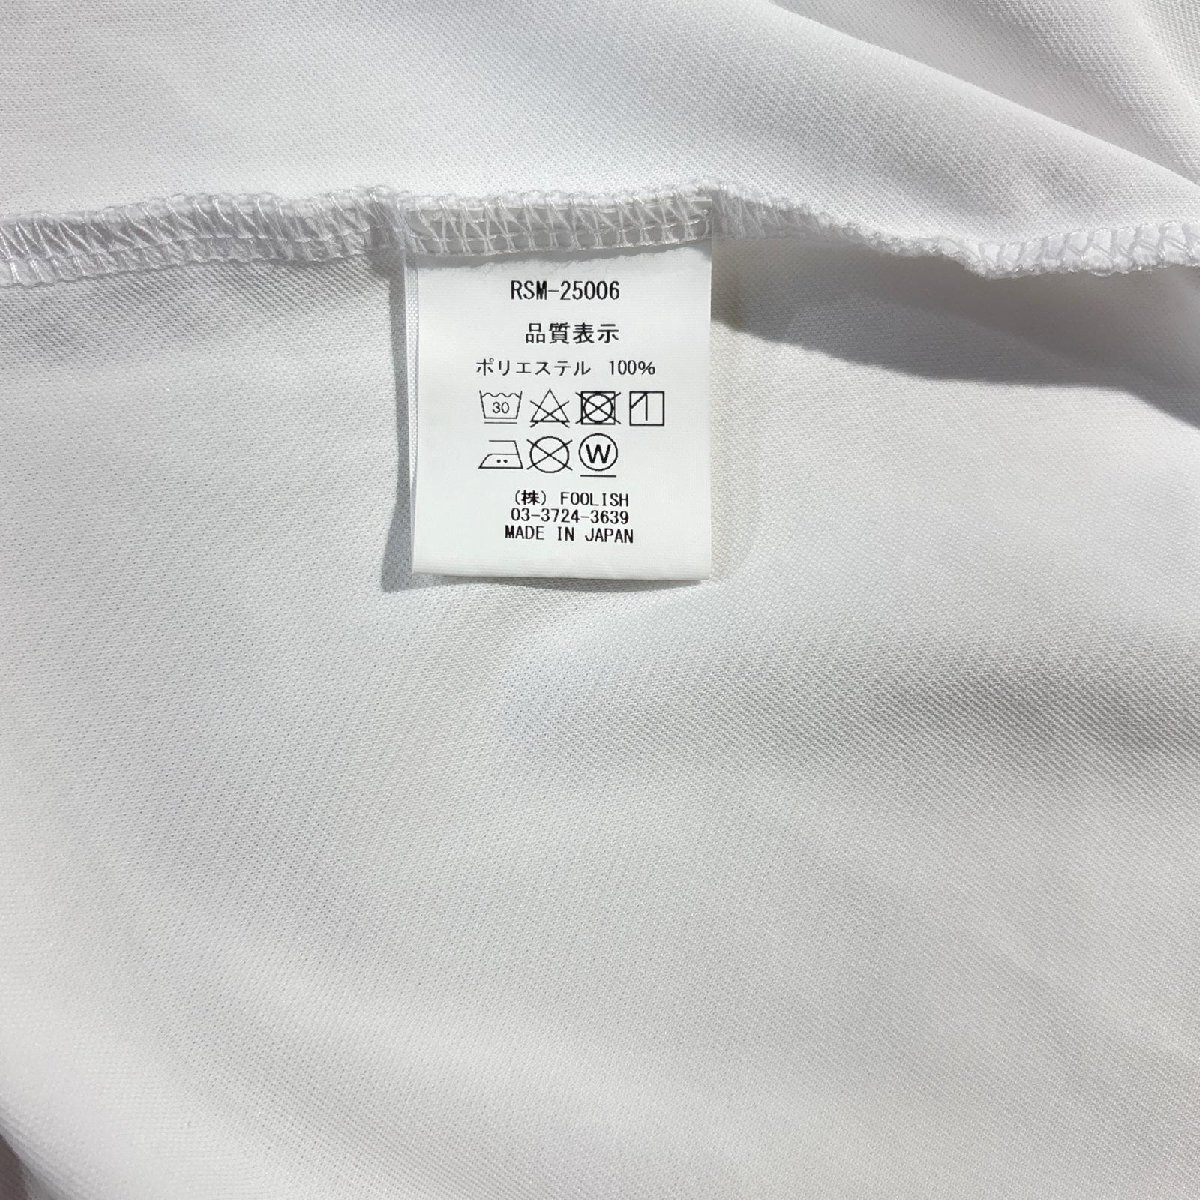 RSM-25006
品質表示
ポリエステル 100%
30
W
(株) FOOLISH
03-3724-3639
MADE IN JAPAN